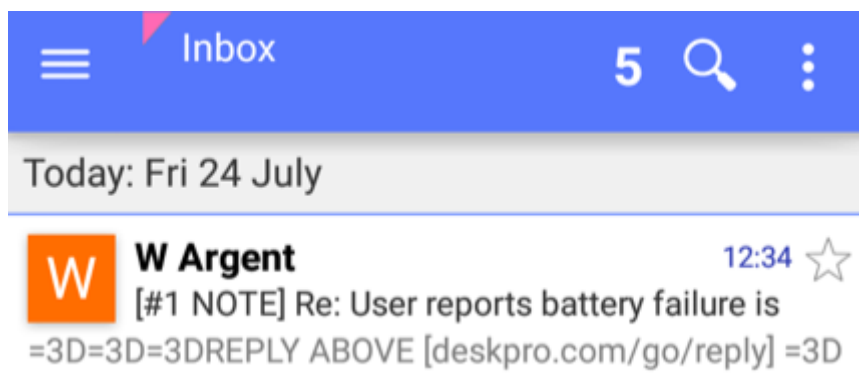 Inbox
5
Today: Fri 24 July
W
W Argent
12:34
[#1 NOTE] Re: User reports battery failure is
=3D=3D=3DREPLY ABOVE [deskpro.com/go/reply] =3D